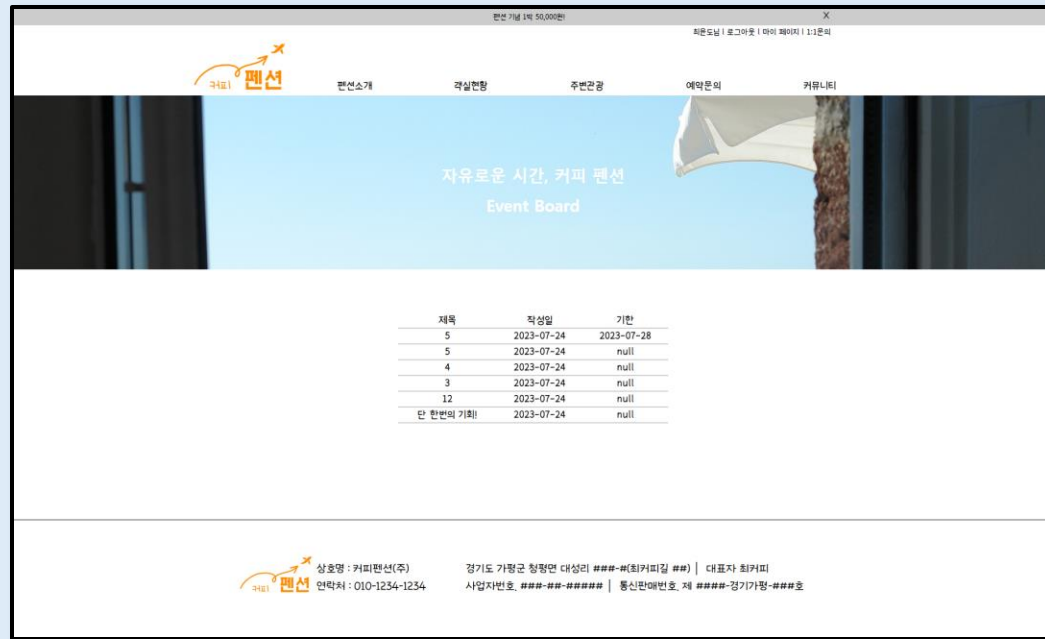 펜션 기념 1박 50,000원! X
최윤도님 | 로그아웃 | 마이 페이지 | 1:1문의
커피 펜션
펜션소개 객실현황 주변관광 예약문의 커뮤니티
자유로운 시간, 커피 펜션
Event Board
제목 작성일 기한
5 2023-07-24 2023-07-28
5 2023-07-24 null
4 2023-07-24 null
3 2023-07-24 null
12 2023-07-24 null
단 한번의 기회! 2023-07-24 null
커피 펜션
상호명 : 커피펜션(주) 경기도 가평군 청평면 대성리 ###-#(최커피길 ##) | 대표자 최커피
연락처 : 010-1234-1234 사업자번호. ###-##-##### | 통신판매번호. 제 ####-경기가평-###호